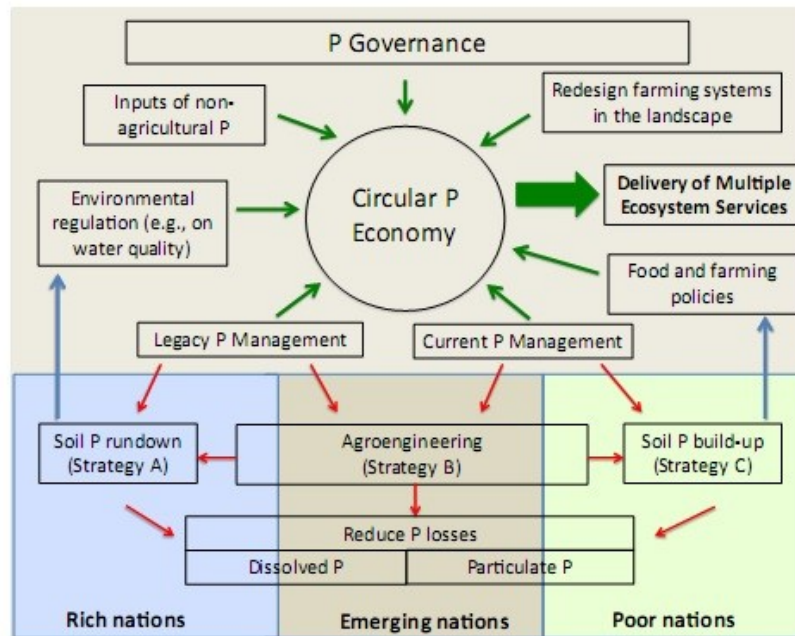 P Governance
Inputs of non-
agricultural P
Redesign farming systems
in the landscape
Environmental
regulation (e.g., on
water quality)
Circular P
Economy
Delivery of Multiple
Ecosystem Services
Food and farming
policies
Legacy P Management
Current P Management
Soil P rundown
(Strategy A)
Agroengineering
(Strategy B)
Soil P build-up
(Strategy C)
Reduce P losses
Dissolved P
Particulate P
Rich nations
Emerging nations
Poor nations